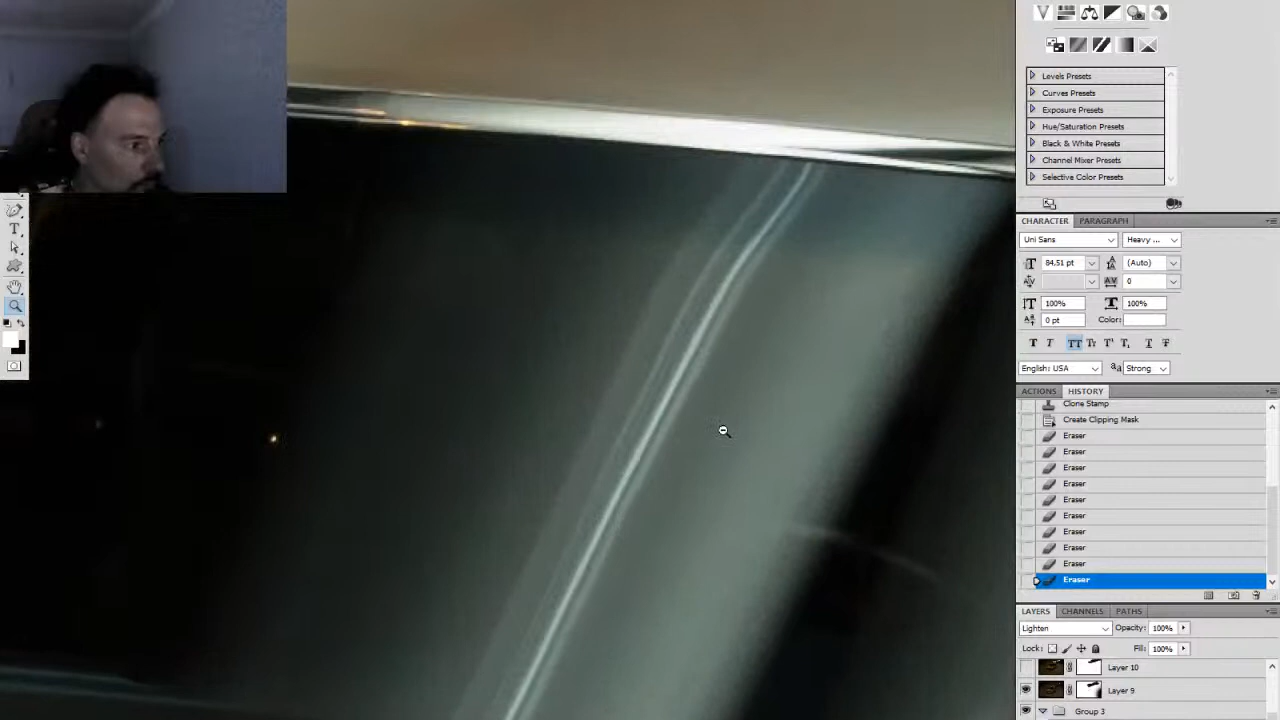 Levels Presets
Curves Presets
Exposure Presets
Hue/Saturation Presets
Black & White Presets
Channel Mixer Presets
Selective Color Presets
CHARACTER PARAGRAPH
Uni Sans Heavy ...
84.51 pt (Auto)
0
100% 100%
0 pt Color:
English: USA Strong
ACTIONS HISTORY
Clone Stamp
Create Clipping Mask
Eraser
Eraser
Eraser
Eraser
Eraser
Eraser
Eraser
Eraser
Eraser
Eraser
LAYERS CHANNELS PATHS
Lighten Opacity: 100%
Lock: Fill: 100%
Layer 10
Layer 9
Group 3